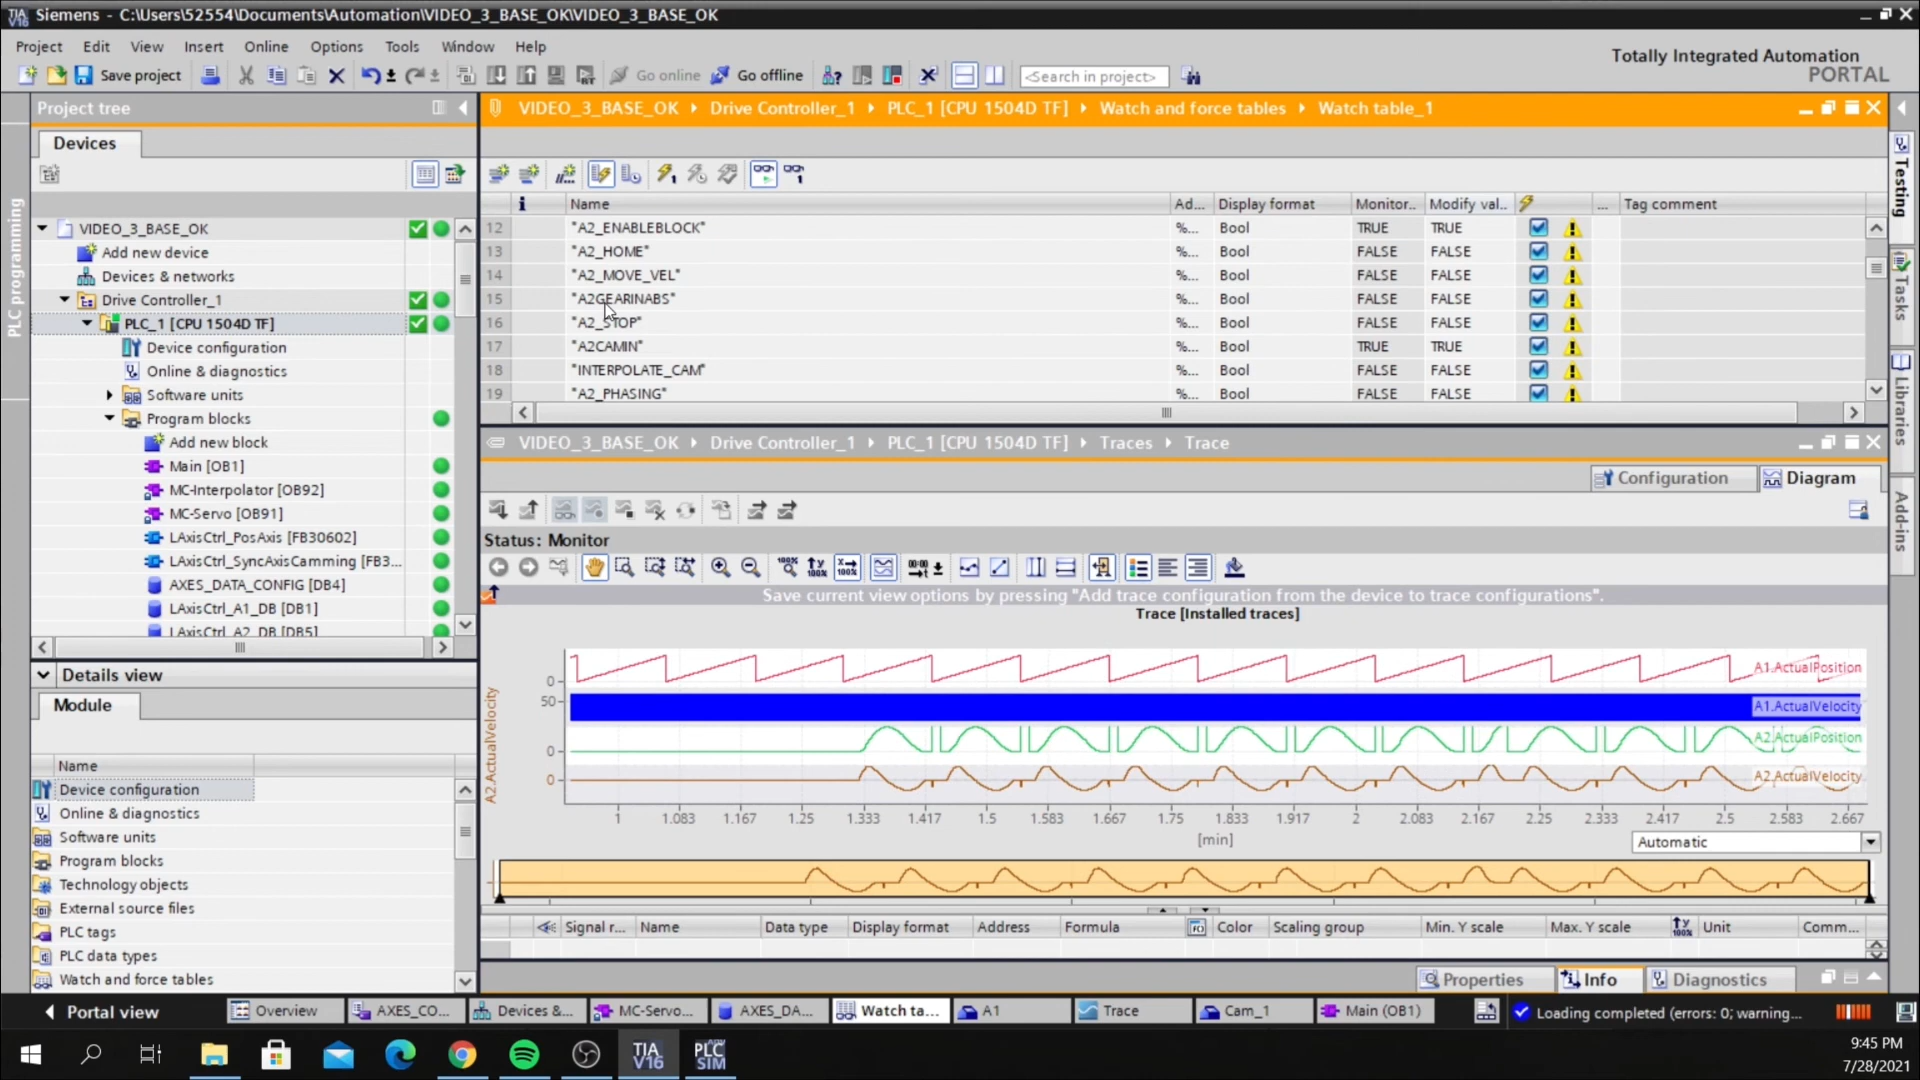 Siemens - C:\Users\52554\Documents\Automation\VIDEO_3_BASE_OK\VIDEO_3_BASE_OK
Project Edit View Insert Online Options Tools Window Help
Totally Integrated Automation
PORTAL
Save project Go online Go offline <Search in project>
Project tree
VIDEO_3_BASE_OK Drive Controller_1 PLC_1 [CPU 1504D TF] Watch and force tables Watch table_1
Devices
PLC programming
VIDEO_3_BASE_OK
Add new device
Devices & networks
Drive Controller_1
PLC_1 [CPU 1504D TF]
Device configuration
Online & diagnostics
Software units
Program blocks
Add new block
Main [OB1]
MC-Interpolator [OB92]
MC-Servo [OB91]
LAxisCtrl_PosAxis [FB30602]
LAxisCtrl_SyncAxisCamming [FB3...
AXES_DATA_CONFIG [DB4]
LAxisCtrl_A1_DB [DB1]
LAxisCtrl_A2_DB [DB5]
Details view
Module
Name
Device configuration
Online & diagnostics
Software units
Program blocks
Technology objects
External source files
PLC tags
PLC data types
Watch and force tables
i Name Ad... Display format Monitor.. Modify val.. ... Tag comment
12 "A2_ENABLEBLOCK" %... Bool TRUE TRUE
13 "A2_HOME" %... Bool FALSE FALSE
14 "A2_MOVE_VEL" %... Bool FALSE FALSE
15 "A2GEARINABS" %... Bool FALSE FALSE
16 "A2_STOP" %... Bool FALSE FALSE
17 "A2CAMIN" %... Bool TRUE TRUE
18 "INTERPOLATE_CAM" %... Bool FALSE FALSE
19 "A2_PHASING" %... Bool FALSE FALSE
VIDEO_3_BASE_OK Drive Controller_1 PLC_1 [CPU 1504D TF] Traces Trace
Configuration Diagram
Status: Monitor
Save current view options by pressing "Add trace configuration from the device to trace configurations".
Trace [Installed traces]
A2.ActualVelocity
0
50
0
0
A1.ActualPosition
A1.ActualVelocity
A2.ActualPosition
A2.ActualVelocity
1 1.083 1.167 1.25 1.333 1.417 1.5 1.583 1.667 1.75 1.833 1.917 2 2.083 2.167 2.25 2.333 2.417 2.5 2.583 2.667
[min]
Automatic
Signal r... Name Data type Display format Address Formula Color Scaling group Min. Y scale Max. Y scale Unit Comm...
Properties Info Diagnostics
Testing
Tasks
Libraries
Add-ins
Portal view Overview AXES_CO... Devices &... MC-Servo... AXES_DA... Watch ta... A1 Trace Cam_1 Main (OB1) Loading completed (errors: 0; warning...
TIA V16
PLC SIM
9:45 PM
7/28/2021